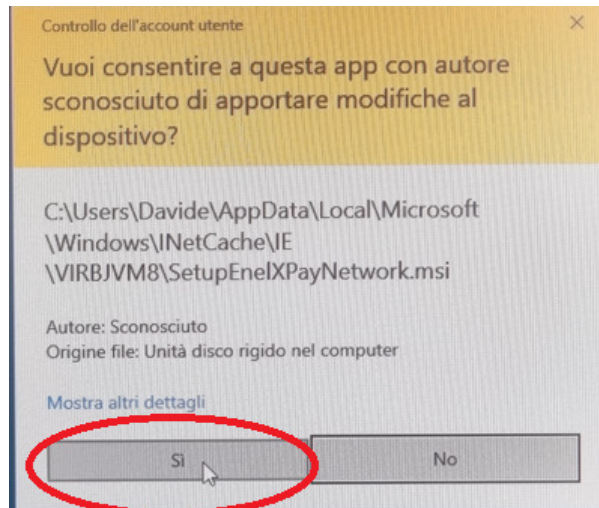 Controllo dell'account utente
Vuoi consentire a questa app con autore
sconosciuto di apportare modifiche al
dispositivo?
C:\Users\Davide\AppData\Local\Microsoft
\Windows\INetCache\IE
\VIRBJVM8\SetupEnelXPayNetwork.msi
Autore: Sconosciuto
Origine file: Unità disco rigido nel computer
Mostra altri dettagli
Sì
No